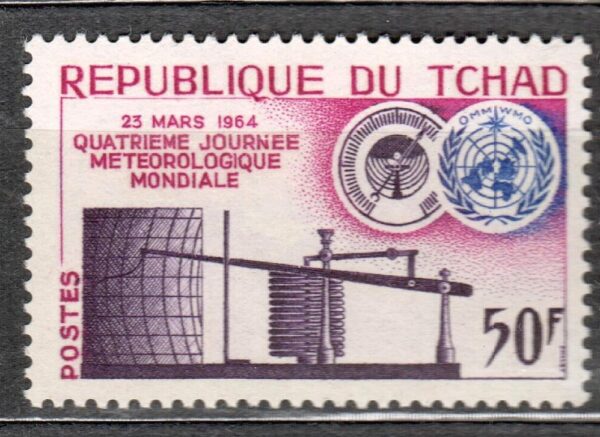 REPUBLIQUE DU TCHAD
23 MARS 1964
QUATRIEME JOURNEE
METEOROLOGIQUE
MONDIALE
OMM WMO
POSTES
50F